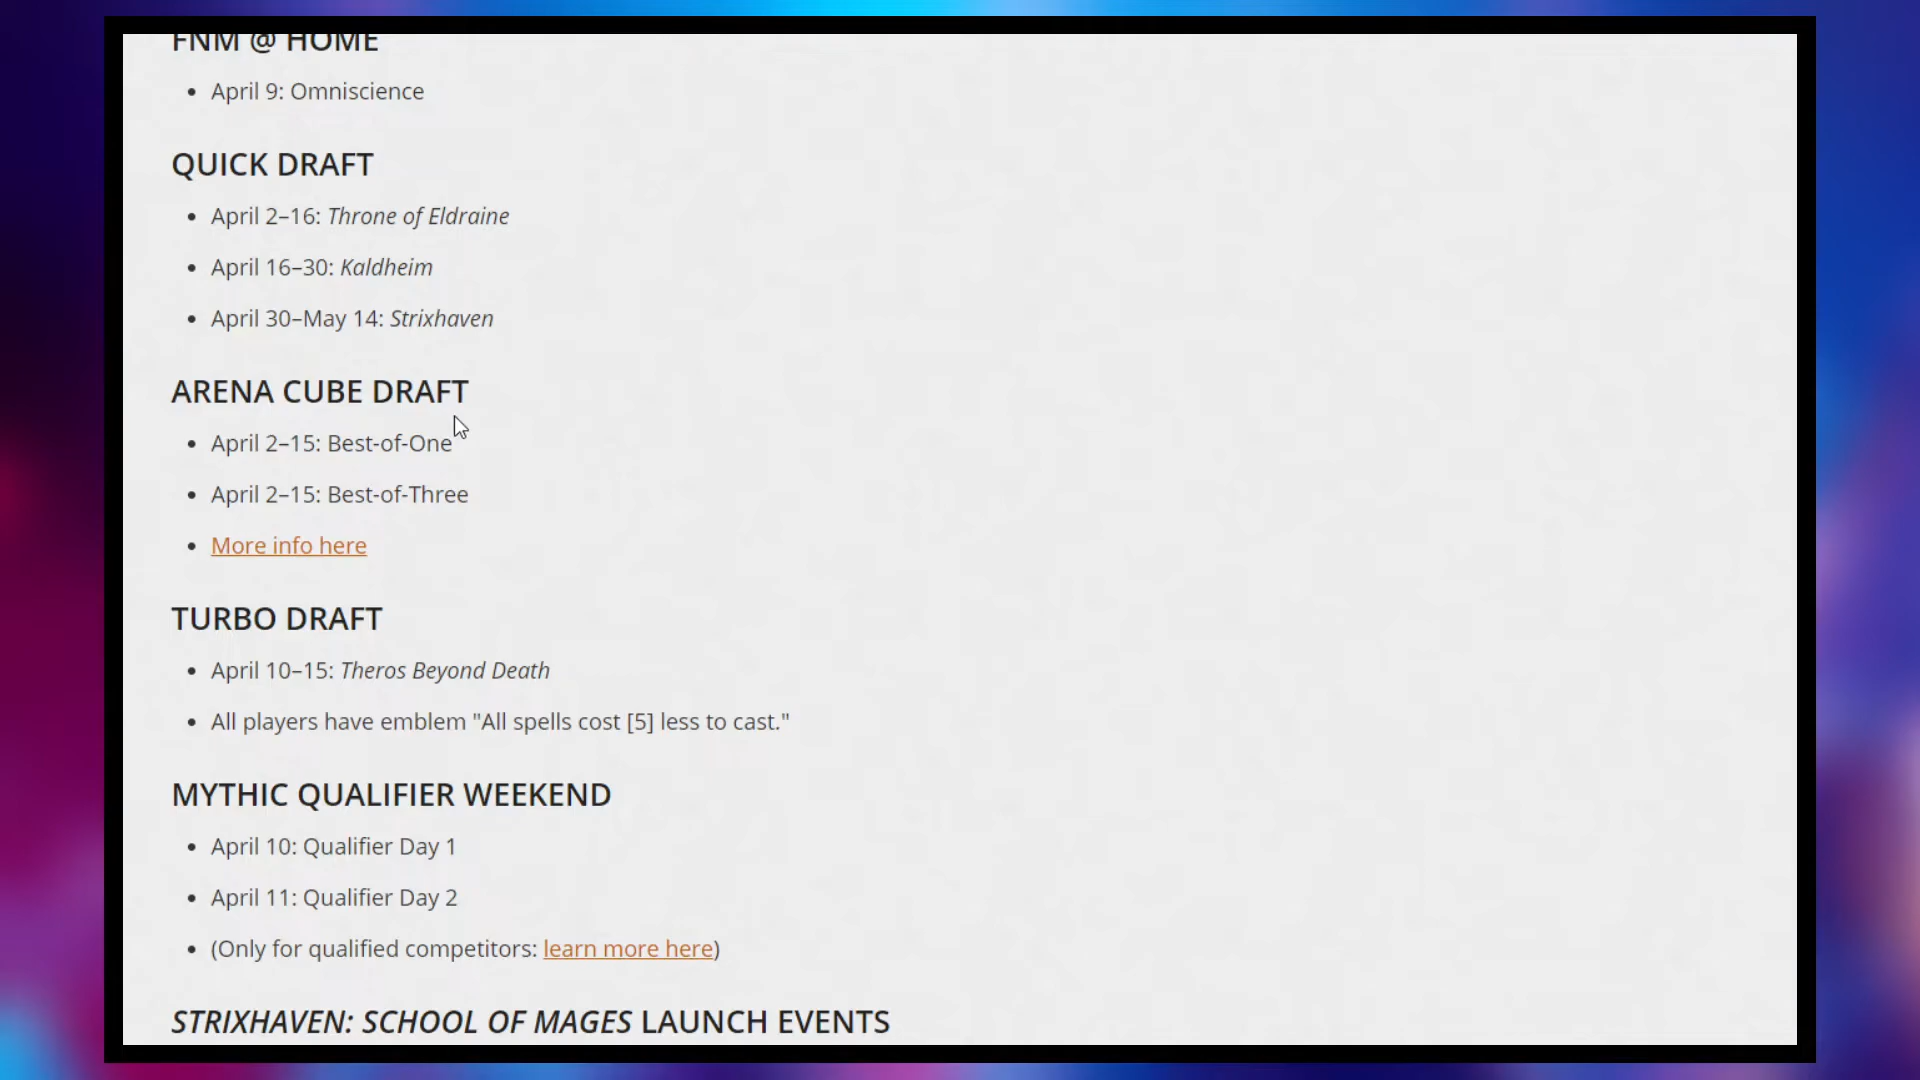 FNM @ HOME
April 9: Omniscience
QUICK DRAFT
April 2–16: Throne of Eldraine
April 16–30: Kaldheim
April 30–May 14: Strixhaven
ARENA CUBE DRAFT
April 2–15: Best-of-One
April 2–15: Best-of-Three
More info here
TURBO DRAFT
April 10–15: Theros Beyond Death
All players have emblem "All spells cost [5] less to cast."
MYTHIC QUALIFIER WEEKEND
April 10: Qualifier Day 1
April 11: Qualifier Day 2
(Only for qualified competitors: learn more here)
STRIXHAVEN: SCHOOL OF MAGES LAUNCH EVENTS